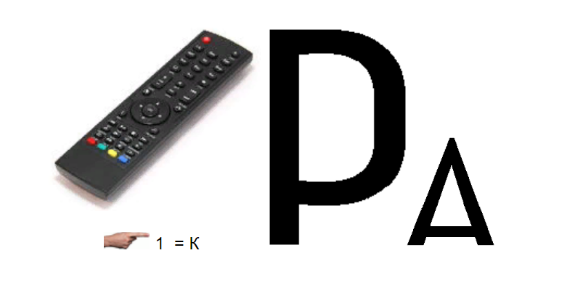 РА
1 = К